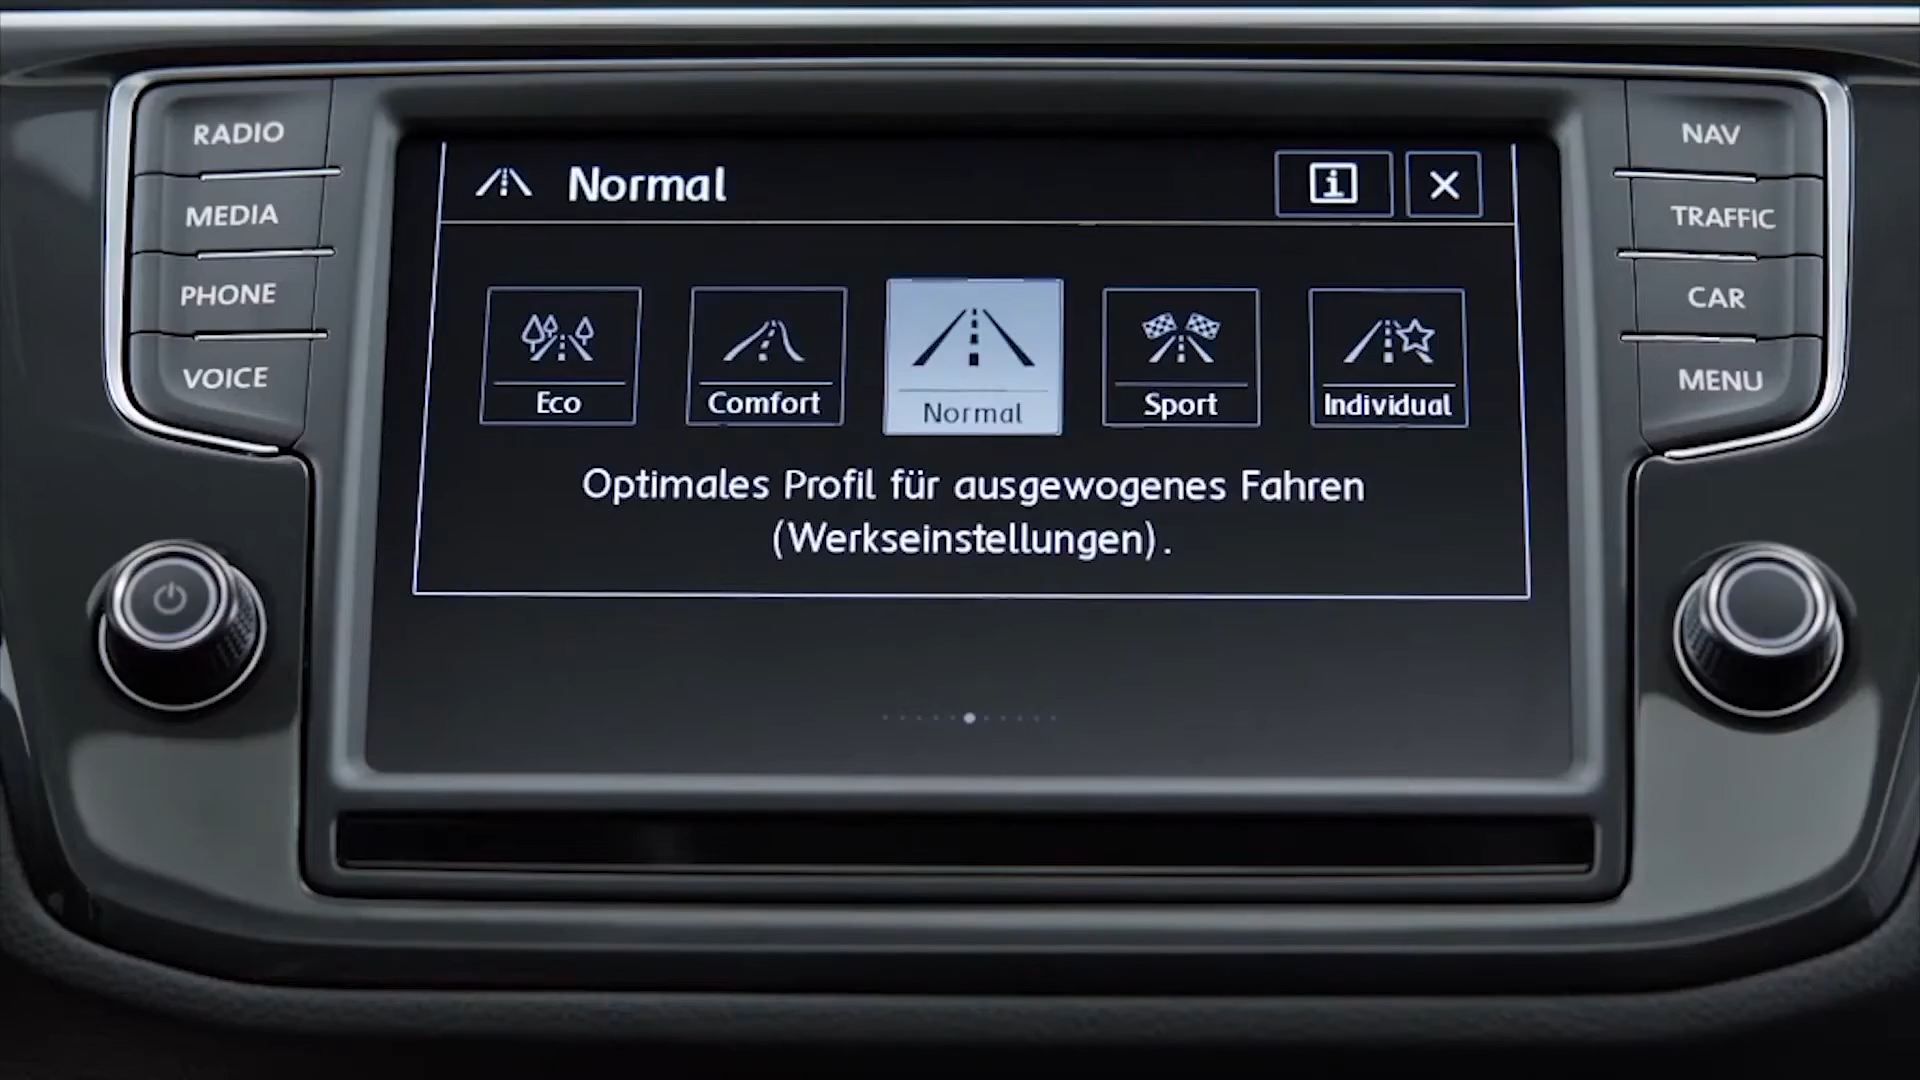 RADIO
MEDIA
PHONE
VOICE
Normal
Eco
Comfort
Normal
Sport
Individual
Optimales Profil für ausgewogenes Fahren
(Werkseinstellungen).
NAV
TRAFFIC
CAR
MENU